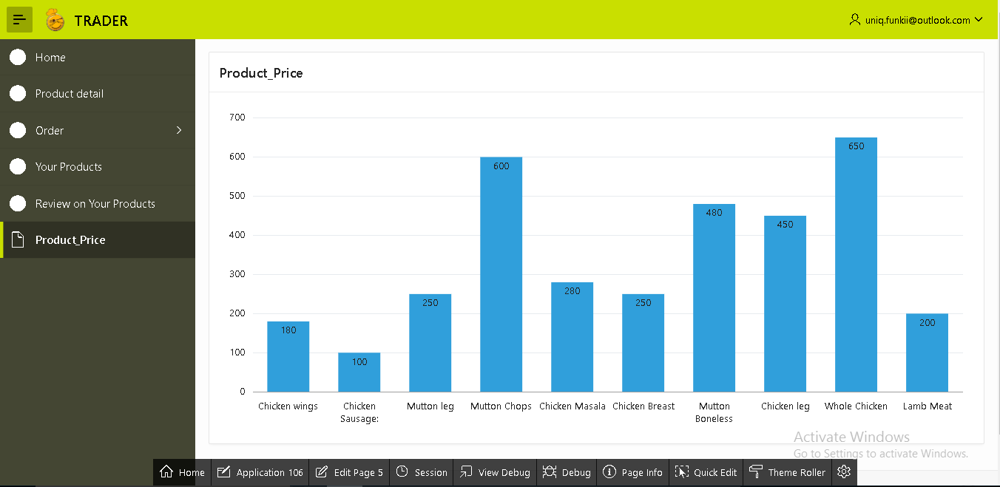 TRADER
uniq.funkii@outlook.com
Home
Product detail
Order
Your Products
Review on Your Products
Product_Price
Product_Price
700
600
500
400
300
200
100
0
180
100
250
600
280
250
480
450
650
200
Chicken wings
Chicken
Sausage:
Mutton leg
Mutton Chops
Chicken Masala
Chicken Breast
Mutton
Boneless
Chicken leg
Whole Chicken
Lamb Meat
Activate Windows
Go to Settings to activate Windows.
Home
Application 106
Edit Page 5
Session
View Debug
Debug
Page Info
Quick Edit
Theme Roller